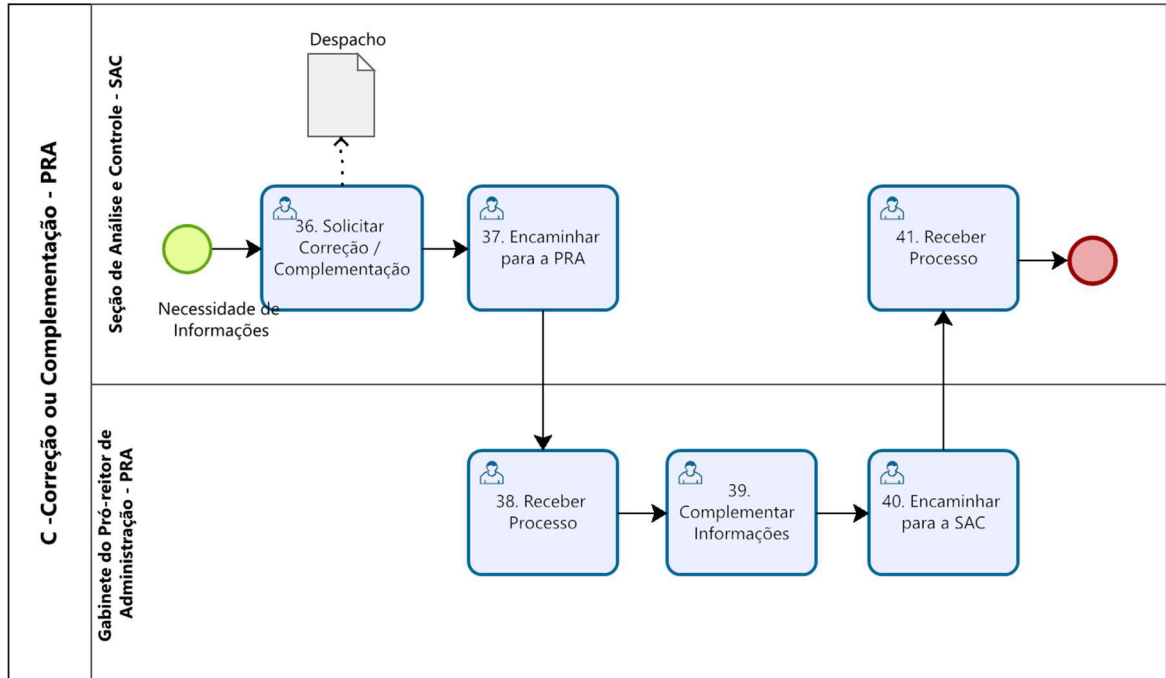 C -Correção ou Complementação - PRA
Seção de Análise e Controle - SAC
Despacho
Necessidade de
Informações
36. Solicitar
Correção /
Complementação
37. Encaminhar
para a PRA
41. Receber
Processo
Gabinete do Pró-reitor de
Administração - PRA
38. Receber
Processo
39.
Complementar
Informações
40. Encaminhar
para a SAC